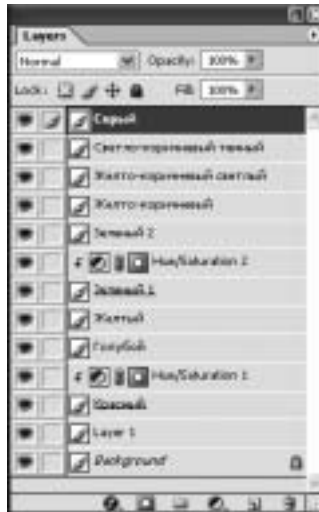 Layers
Normal Opacity: 100%
Lock: Fill: 100%
Серый
Светло-коричневый темный
Желто-коричневый светлый
Желто-коричневый
Зеленый 2
Hue/Saturation 2
Зеленый 1
Желтый
Голубой
Hue/Saturation 1
Красный
Layer 1
Background